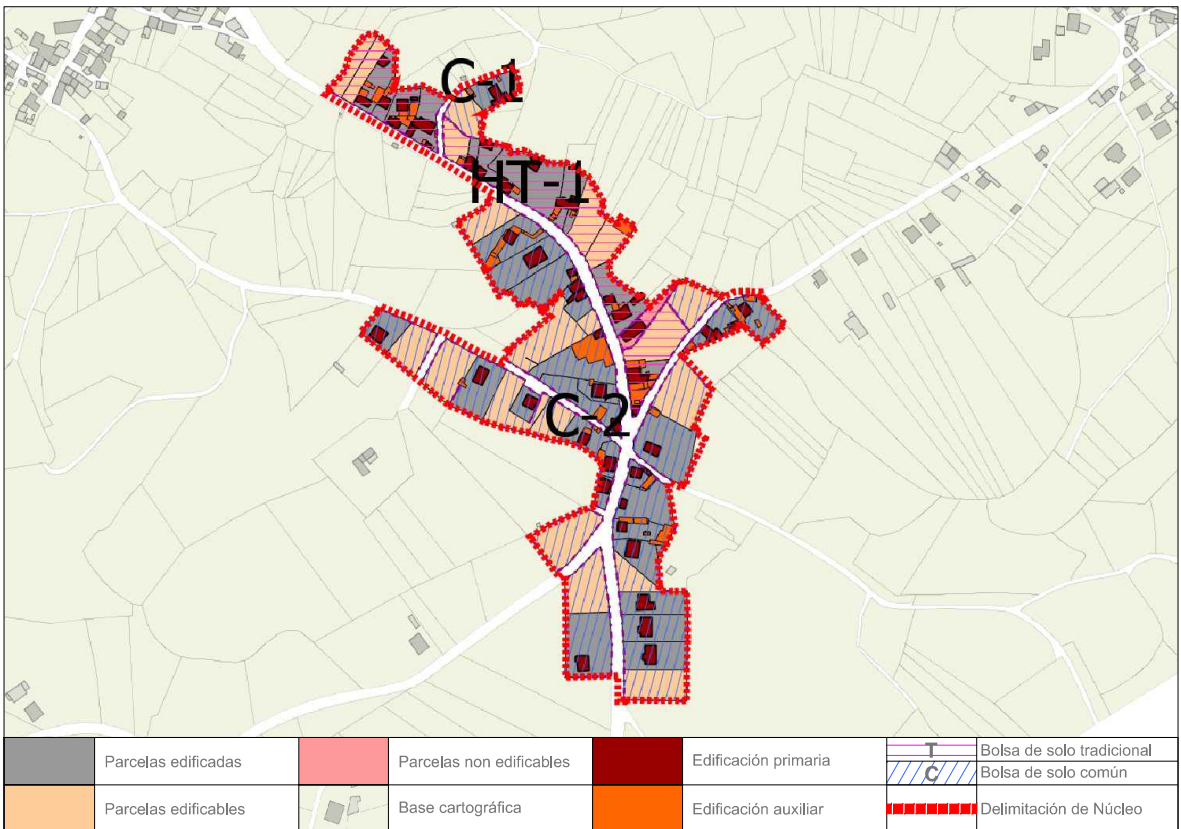 C-1
HT-1
C-2
Parcelas edificadas
Parcelas non edificables
Edificación primaria
T
Bolsa de solo tradicional
C
Bolsa de solo común
Parcelas edificables
Base cartográfica
Edificación auxiliar
Delimitación de Núcleo